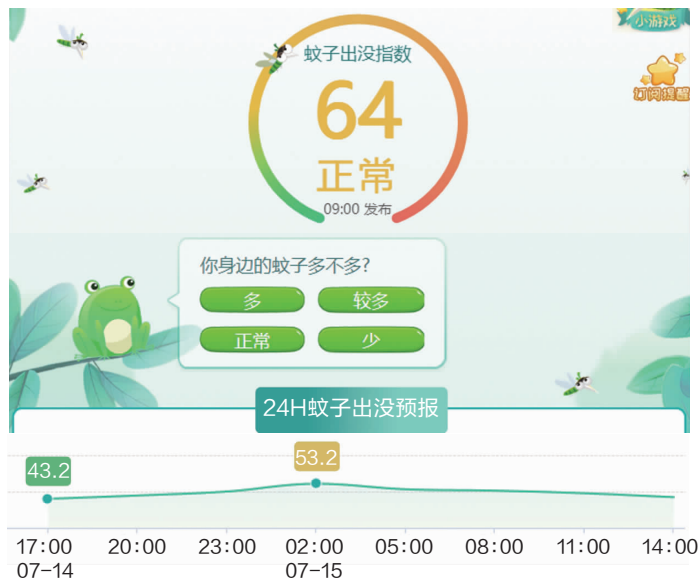 小游戏
蚊子出没指数
64
正常
订阅提醒
09:00 发布
你身边的蚊子多不多?
多 较多
正常 少
24H蚊子出没预报
43.2
53.2
17:00 20:00 23:00 02:00 05:00 08:00 11:00 14:00
07-14 07-15